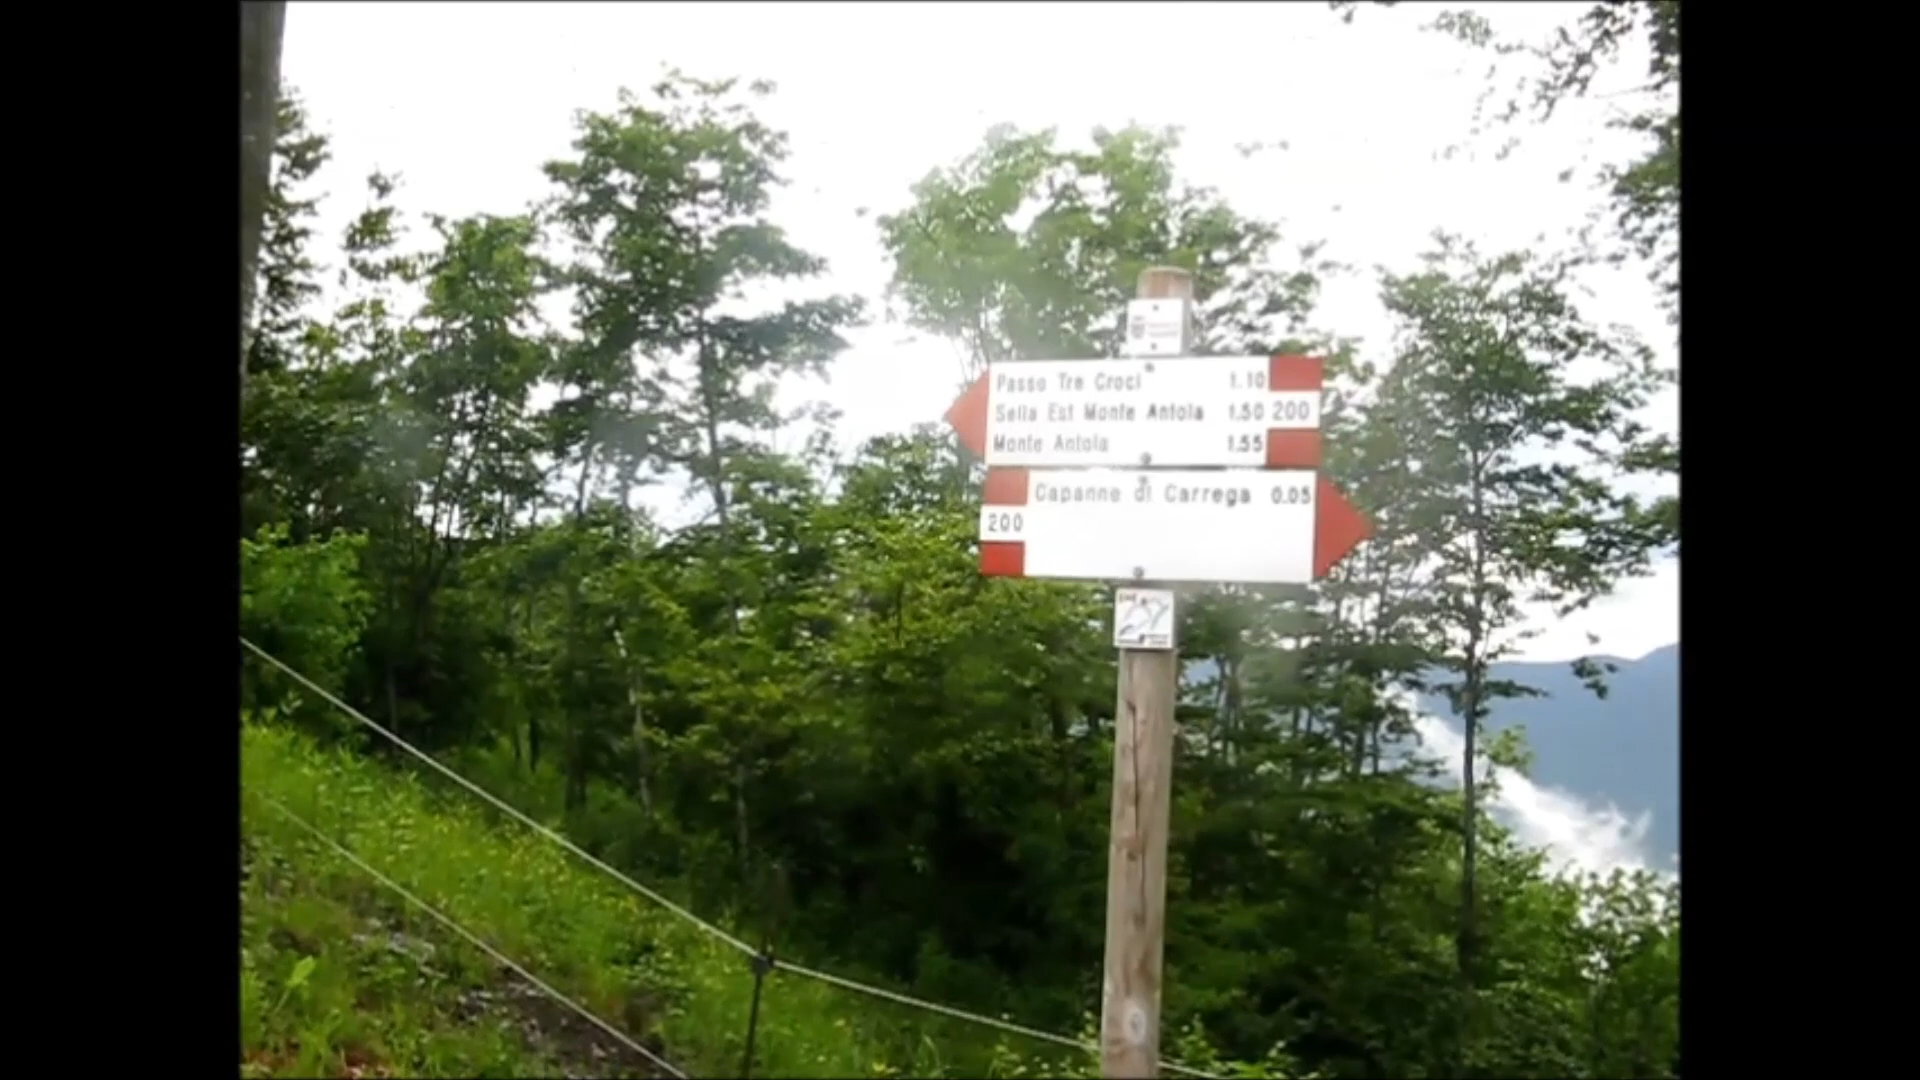 Passo Tre Croci 1.10
Sella Est Monte Antola 1.50 200
Monte Antola 1.55
Capanne di Carrega 0.05
200